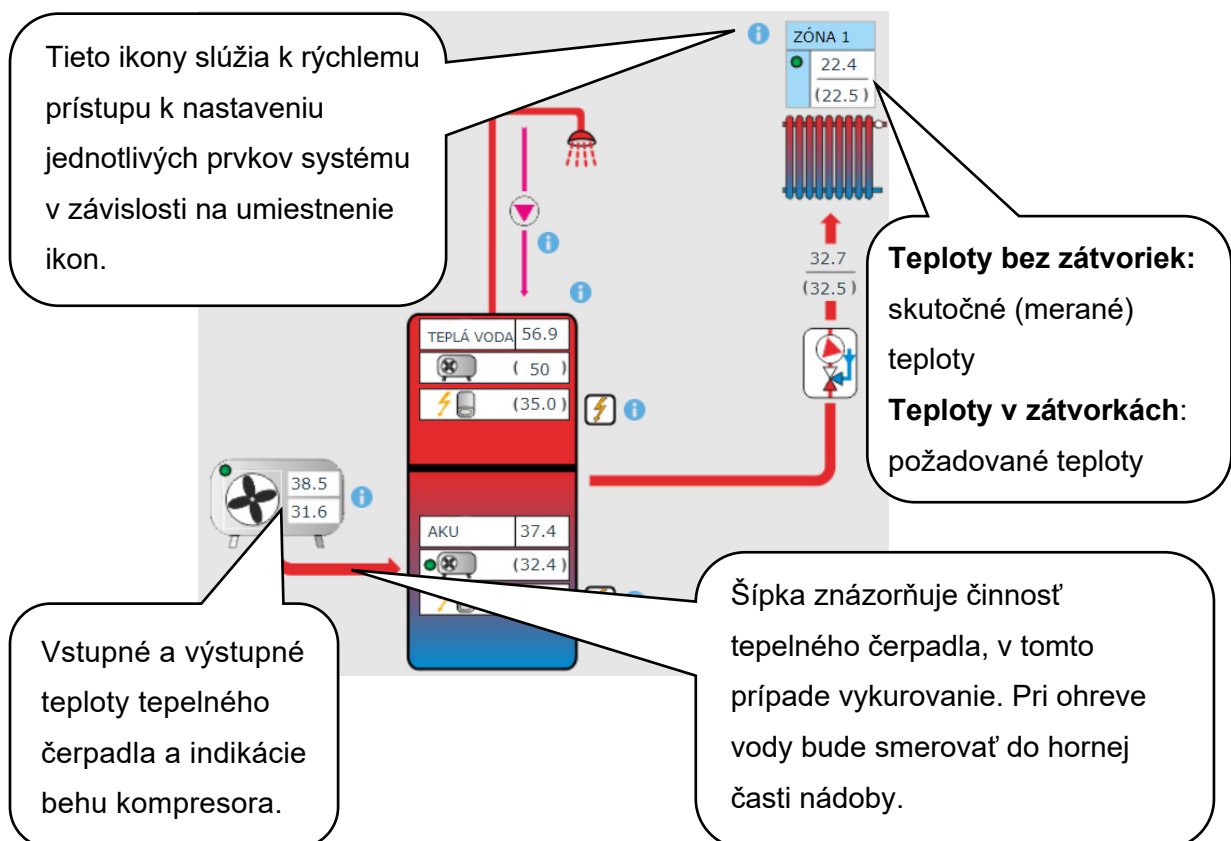 Tieto ikony slúžia k rýchlemu
prístupu k nastaveniu
jednotlivých prvkov systému
v závislosti na umiestnenie
ikon.
ZÓNA 1
22.4
(22.5 )
32.7
(32.5 )
Teploty bez zátvoriek:
skutočné (merané)
teploty
Teploty v zátvorkách:
požadované teploty
TEPLÁ VODA 56.9
( 50 )
(35.0)
38.5
31.6
AKU 37.4
(32.4 )
Vstupné a výstupné
teploty tepelného
čerpadla a indikácie
behu kompresora.
Šípka znázorňuje činnosť
tepelného čerpadla, v tomto
prípade vykurovanie. Pri ohreve
vody bude smerovať do hornej
časti nádoby.